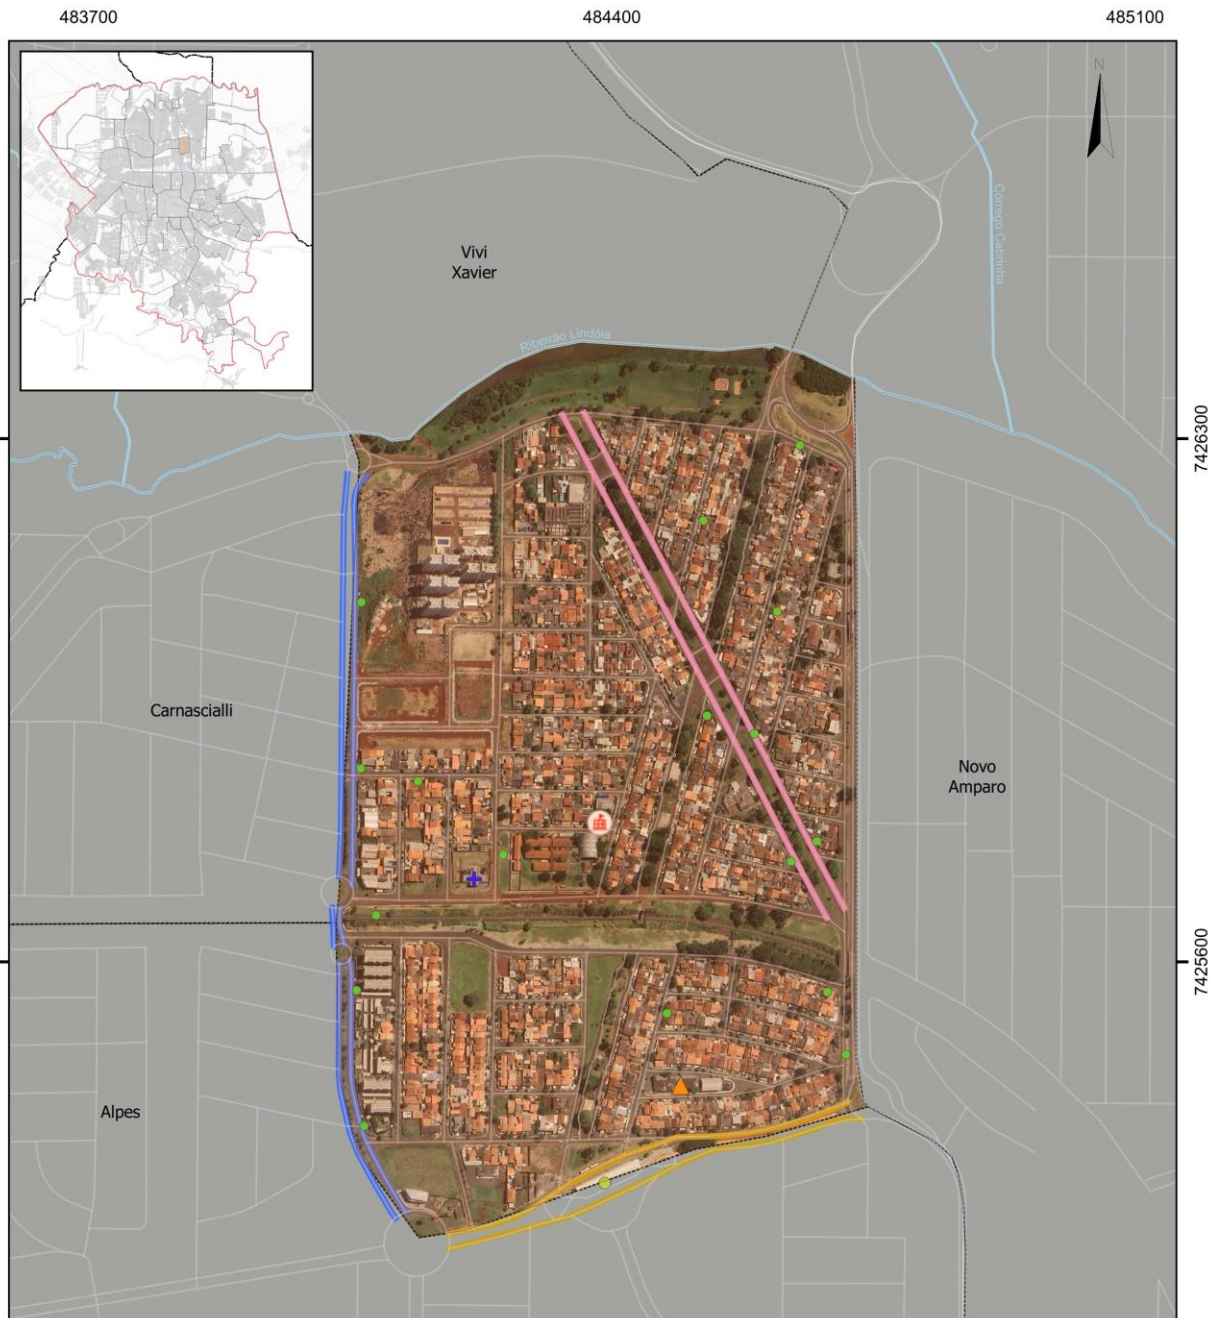 483700
484400
485100
N
Córrego Cabrinha
Vivi
Xavier
Ribeirão Lindóia
7426300
Carnascialli
Novo
Amparo
7425600
Alpes